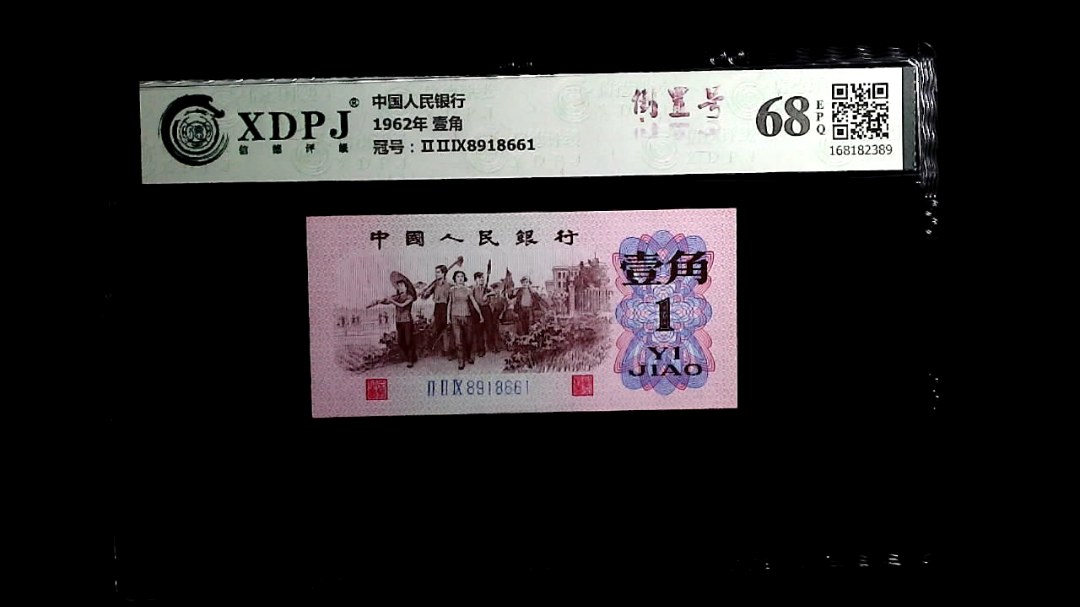 XDPJ®
信德评级
中国人民银行
1962年 壹角
冠号：ⅡⅡⅨ8918661
倒置号
68
EPQ
168182389
中國人民銀行
壹角
1
YI
JIAO
ⅡⅡⅨ8918661